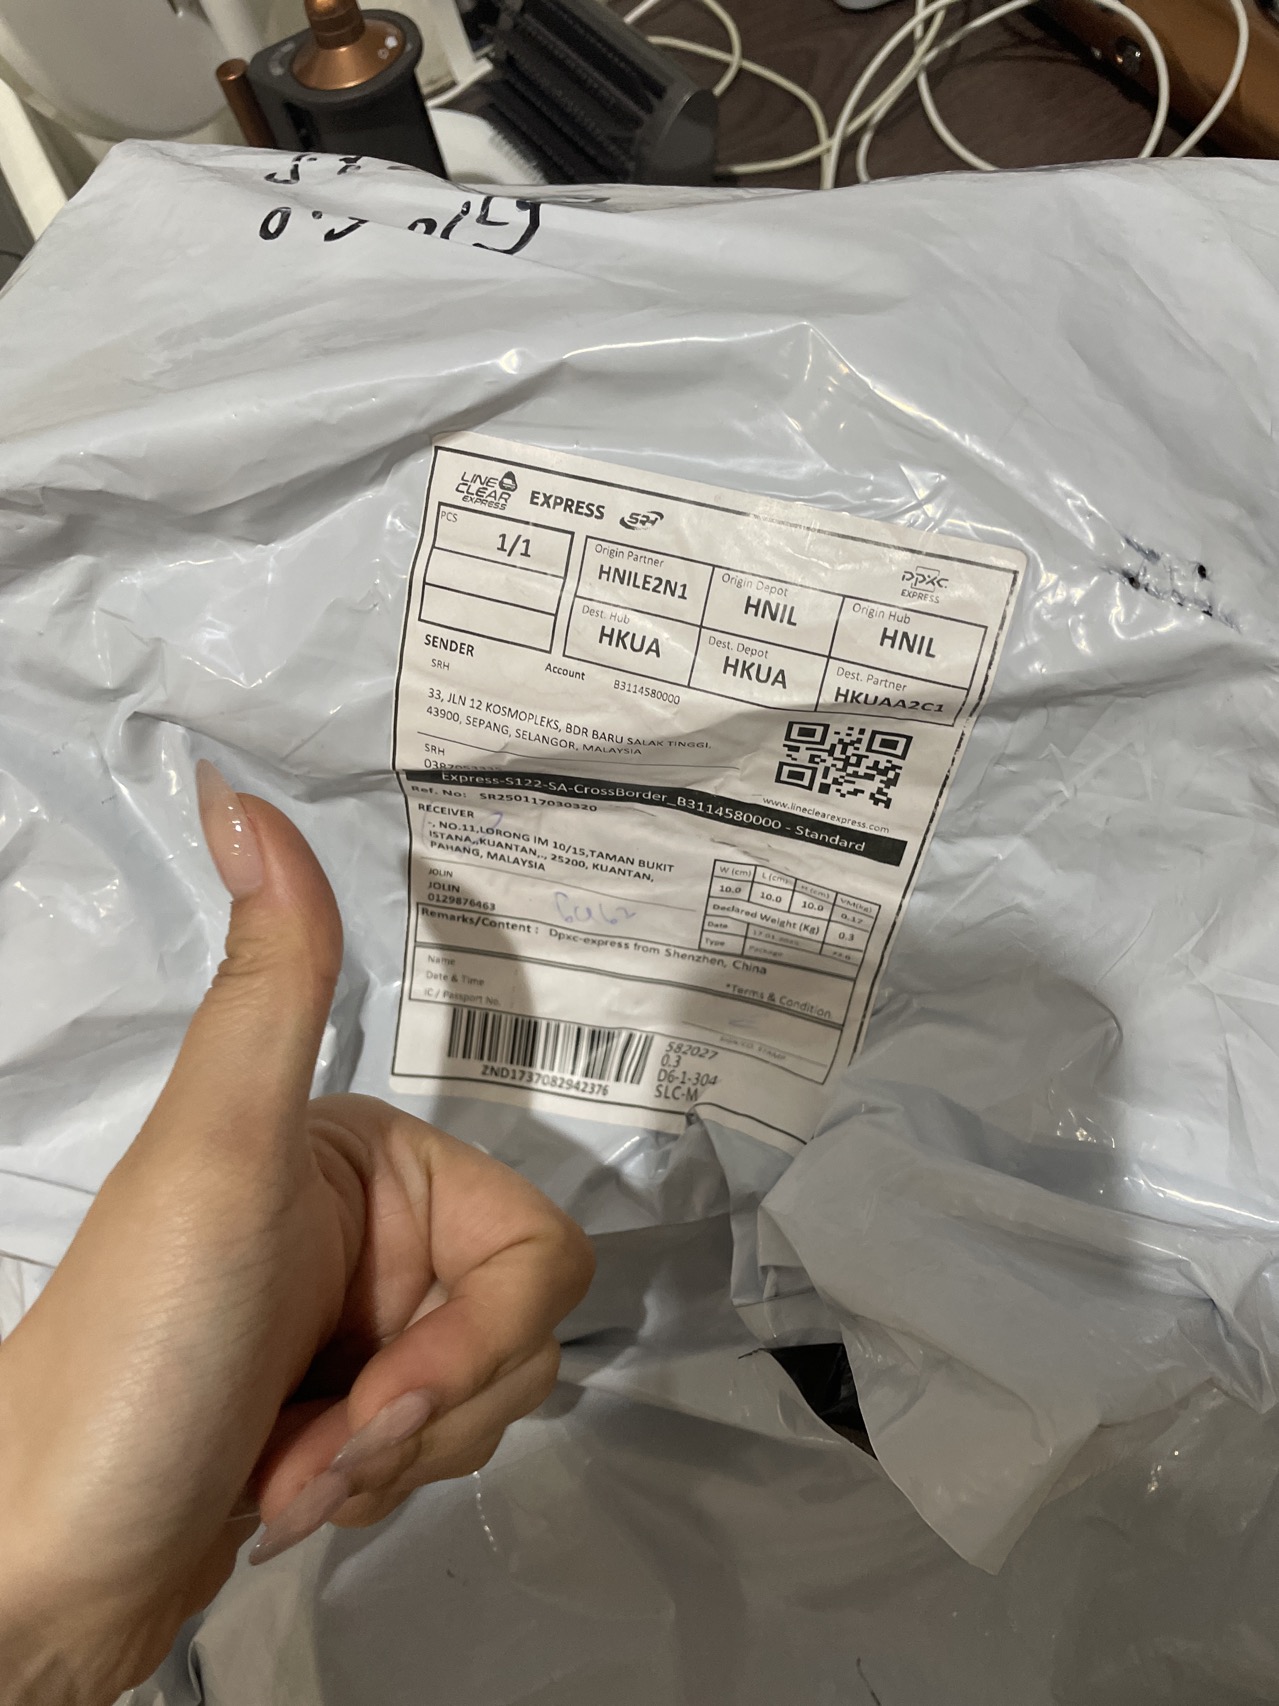 LINE
CLEAR
EXPRESS
EXPRESS
SRH
DPXC
EXPRESS
PCS
1/1
Origin Partner
HNILE2N1
Origin Depot
HNIL
Origin Hub
HNIL
Dest. Hub
HKUA
Dest. Depot
HKUA
Dest. Partner
HKUAA2C1
SENDER
SRH
Account
B3114580000
33, JLN 12 KOSMOPLEKS, BDR BARU SALAK TINGGI,
43900, SEPANG, SELANGOR, MALAYSIA
SRH
www.lineclearexpress.com
Express-S122-SA-CrossBorder_B3114580000 - Standard
Ref. No: SR250117030320
RECEIVER
-, NO.11,LORONG IM 10/15,TAMAN BUKIT
ISTANA,,KUANTAN,., 25200, KUANTAN,
PAHANG, MALAYSIA
JOLIN
JOLIN
0129876463
W (cm) L (cm) H (cm) VM(kg)
10.0 10.0 10.0 0.17
Declared Weight (Kg) 0.3
Date
Type Package
Remarks/Content : Dpxc-express from Shenzhen, China
Name
Date & Time
IC / Passport No.
*Terms & Condition
ZND1737082942376
582027
0.3
D6-1-304
SLC-M